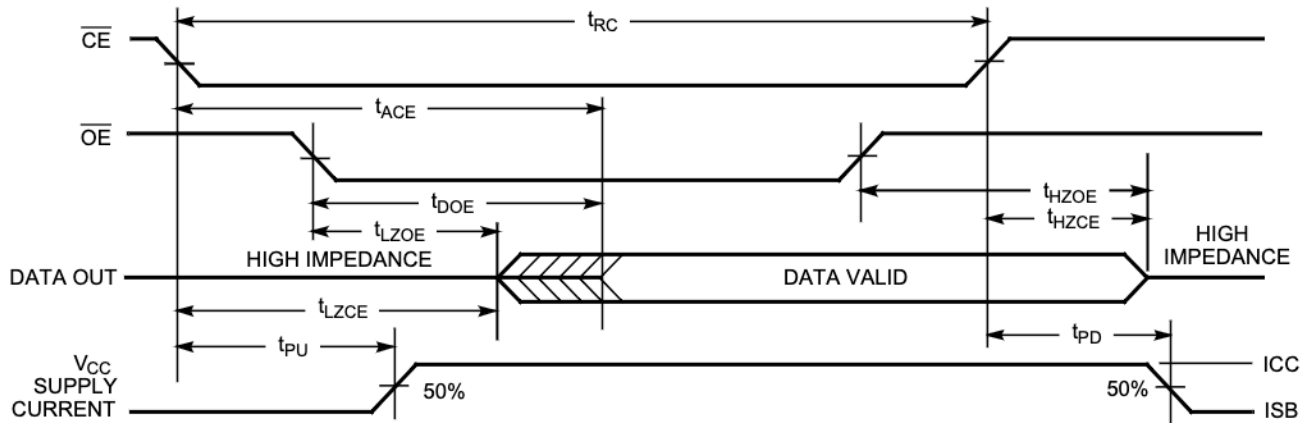 tRC
CE
tACE
OE
tDOE
tHZOE
tLZOE
tHZCE
HIGH IMPEDANCE
HIGH
IMPEDANCE
DATA OUT
DATA VALID
tLZCE
tPU
tPD
VCC
SUPPLY
CURRENT
50%
50%
ICC
ISB